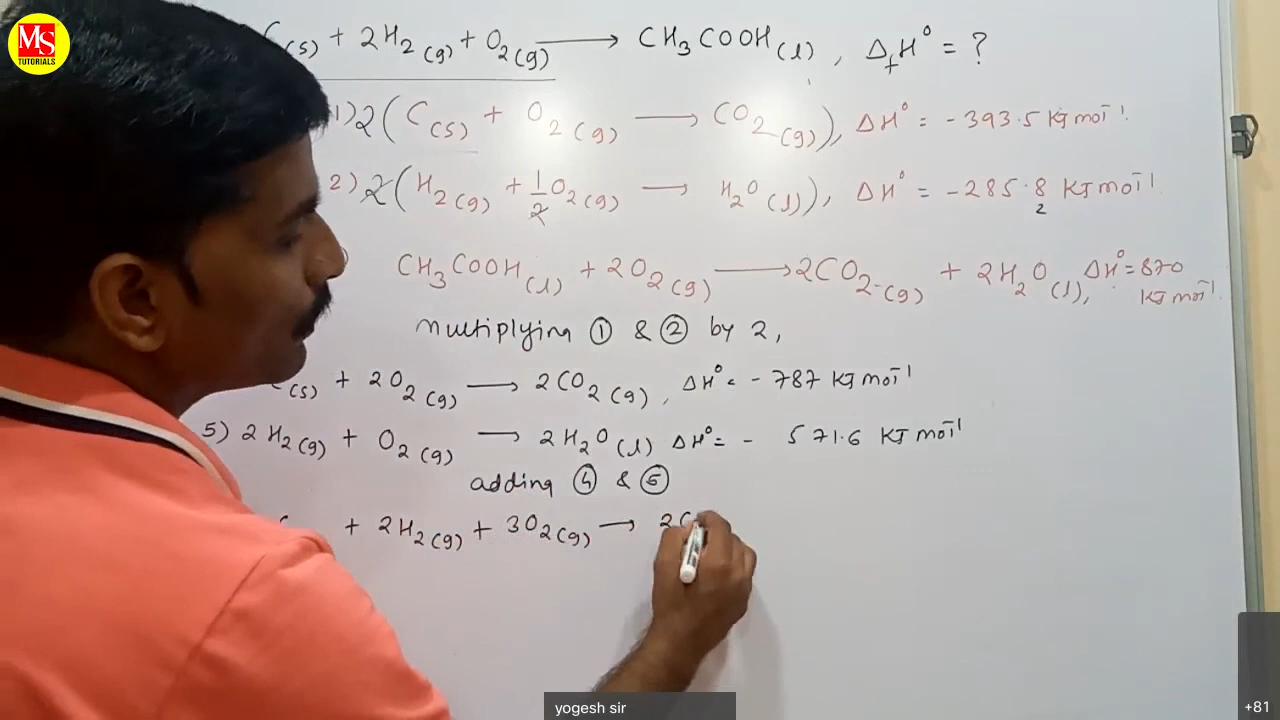 MS
TUTORIALS
C(s) + 2H₂(g) + O₂(g) → CH₃COOH(l), ΔfH° = ?
1) 2(C(s) + O₂(g) → CO₂(g)), ΔH° = -393.5 KJ mol⁻¹
2) 2(H₂(g) + 1/2 O₂(g) → H₂O(l)), ΔH° = -285.8 KJ mol⁻¹
2
) CH₃COOH(l) + 2O₂(g) → 2CO₂(g) + 2H₂O(l), ΔH° = 870
KJ mol⁻¹
multiplying ① & ② by 2,
(s) + 2O₂(g) → 2CO₂(g), ΔH° = -787 KJ mol⁻¹
5) 2H₂(g) + O₂(g) → 2H₂O(l) ΔH° = - 571.6 KJ mol⁻¹
adding ④ & ⑤
+ 2H₂(g) + 3O₂(g) → 2C
yogesh sir
+81